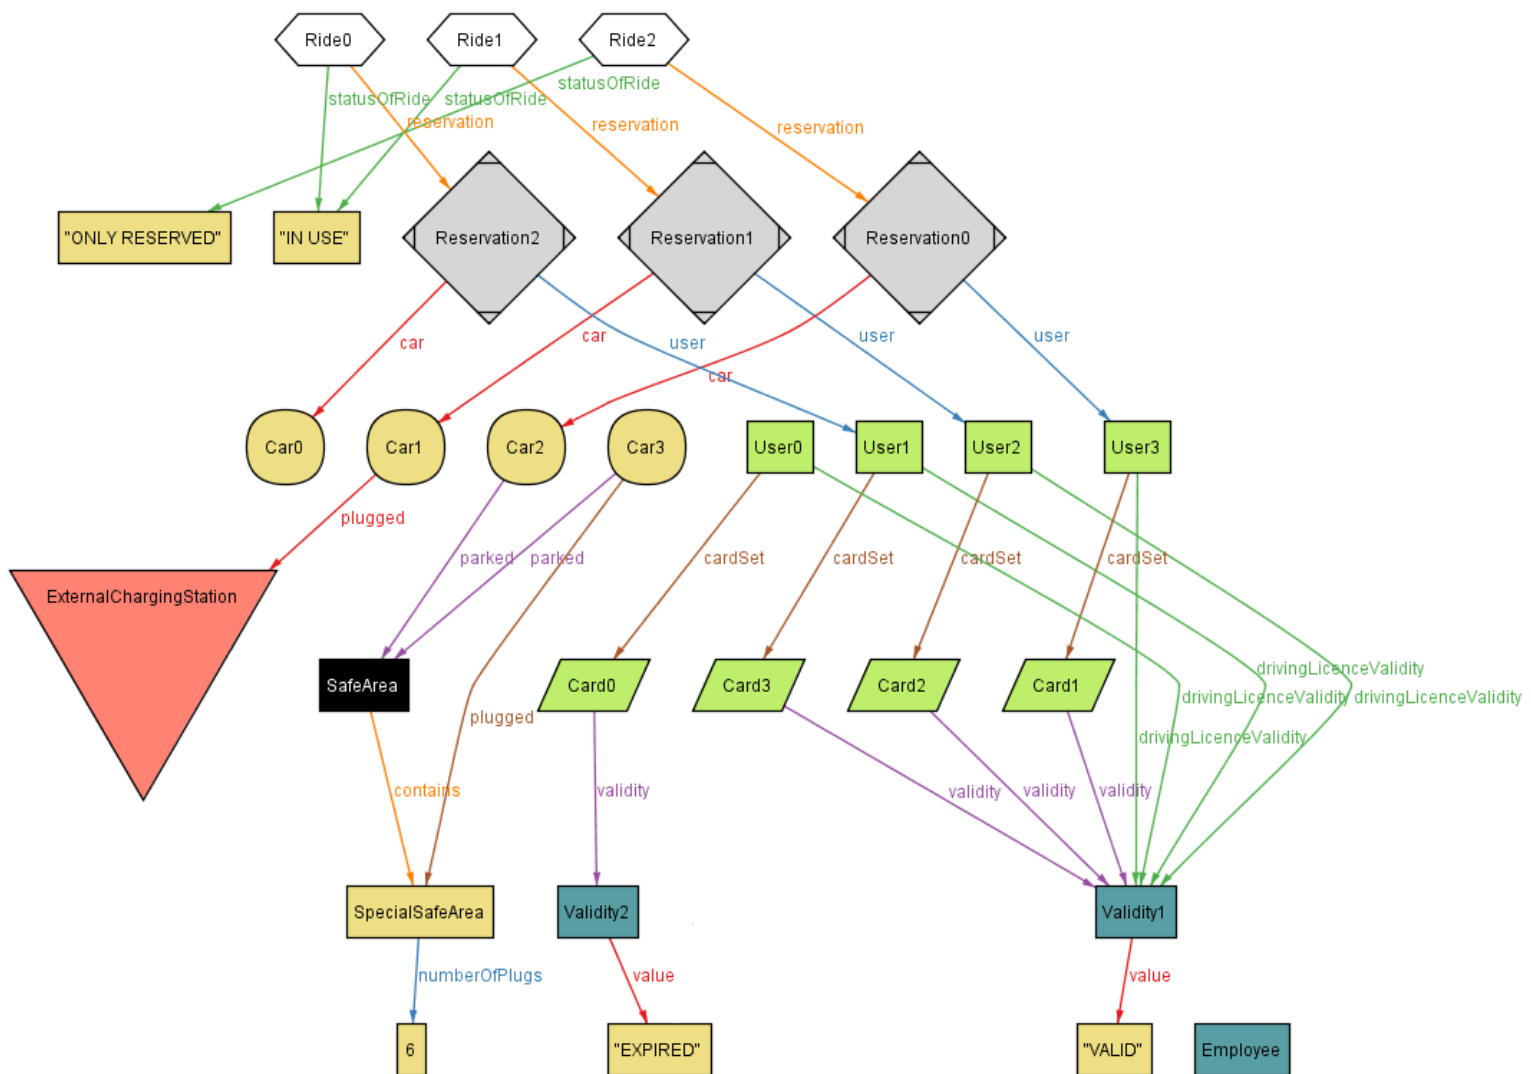 Ride0
Ride1
Ride2
statusOfRide
statusOfRide
statusOfRide
reservation
reservation
reservation
"ONLY RESERVED"
"IN USE"
Reservation2
Reservation1
Reservation0
car
car
car
user
user
user
Car0
Car1
Car2
Car3
User0
User1
User2
User3
plugged
parked
parked
cardSet
cardSet
cardSet
cardSet
ExternalChargingStation
SafeArea
Card0
Card3
Card2
Card1
drivingLicenceValidity
drivingLicenceValidity
drivingLicenceValidity
drivingLicenceValidity
plugged
contains
validity
validity
validity
validity
SpecialSafeArea
Validity2
Validity1
numberOfPlugs
value
value
6
"EXPIRED"
"VALID"
Employee